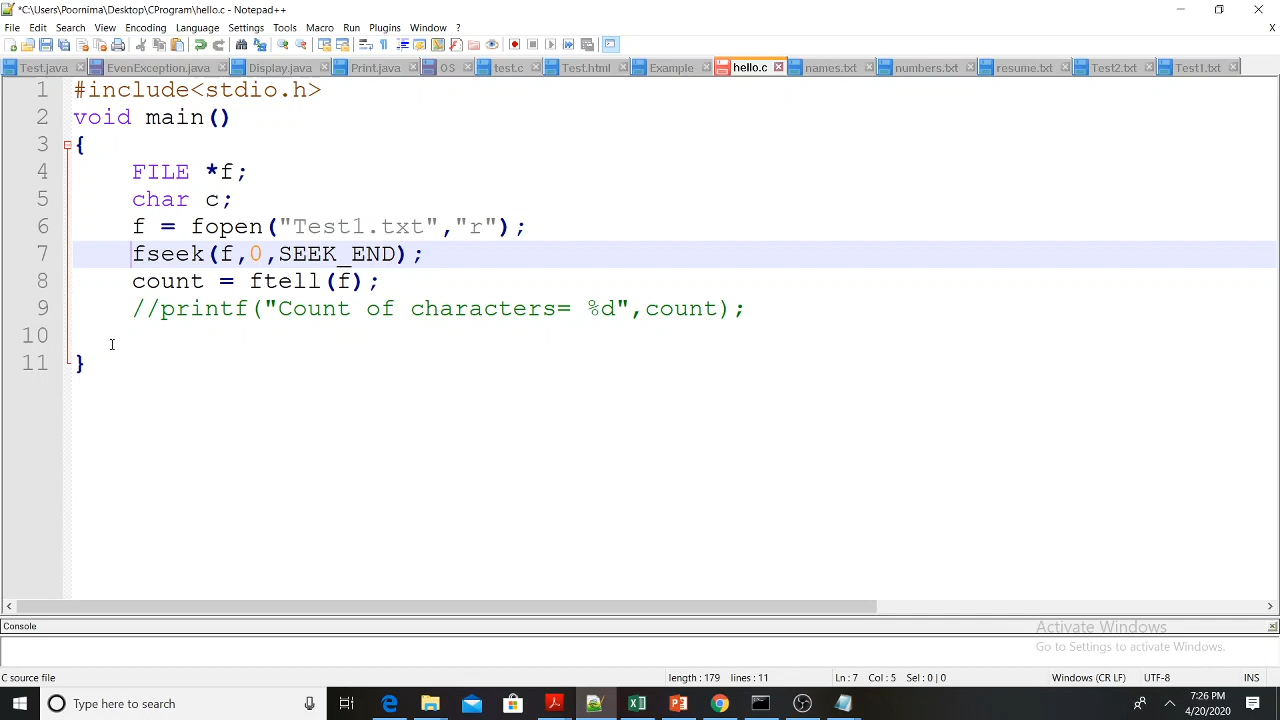 *C:\Users\Poornima\Desktop\CProgram\hello.c - Notepad++
File Edit Search View Encoding Language Settings Tools Macro Run Plugins Window ? X
Test.java EvenException.java Display.java Print.java OS test.c Test.html Example hello.c names.txt numbers.txt resume.txt Test2.txt Test1.txt
1 #include<stdio.h>
2 void main()
3 {
4 FILE *f;
5 char c;
6 f = fopen("Test1.txt","r");
7 fseek(f,0,SEEK_END);
8 count = ftell(f);
9 //printf("Count of characters= %d",count);
10
11 }
Console
Activate Windows
Go to Settings to activate Windows.
C source file length : 179 lines : 11 Ln : 7 Col : 5 Sel : 0 | 0 Windows (CR LF) UTF-8 INS
Type here to search
7:26 PM
4/20/2020